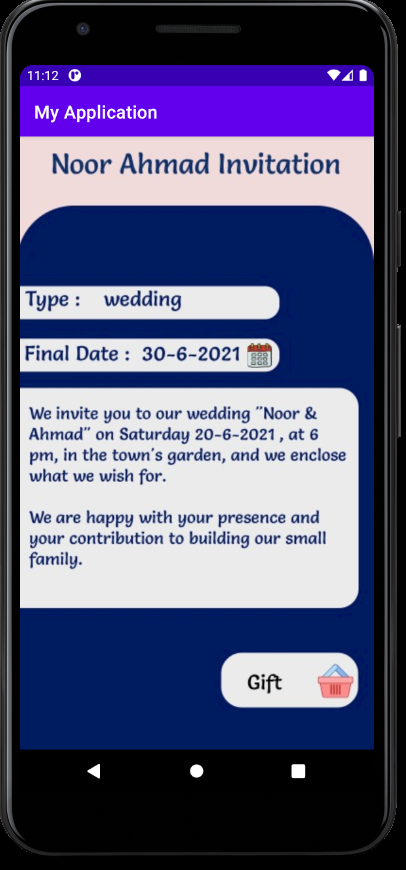 11:12
My Application
Noor Ahmad Invitation
Type : wedding
Final Date : 30-6-2021
We invite you to our wedding "Noor &
Ahmad" on Saturday 20-6-2021 , at 6
pm, in the town's garden, and we enclose
what we wish for.
We are happy with your presence and
your contribution to building our small
family.
Gift